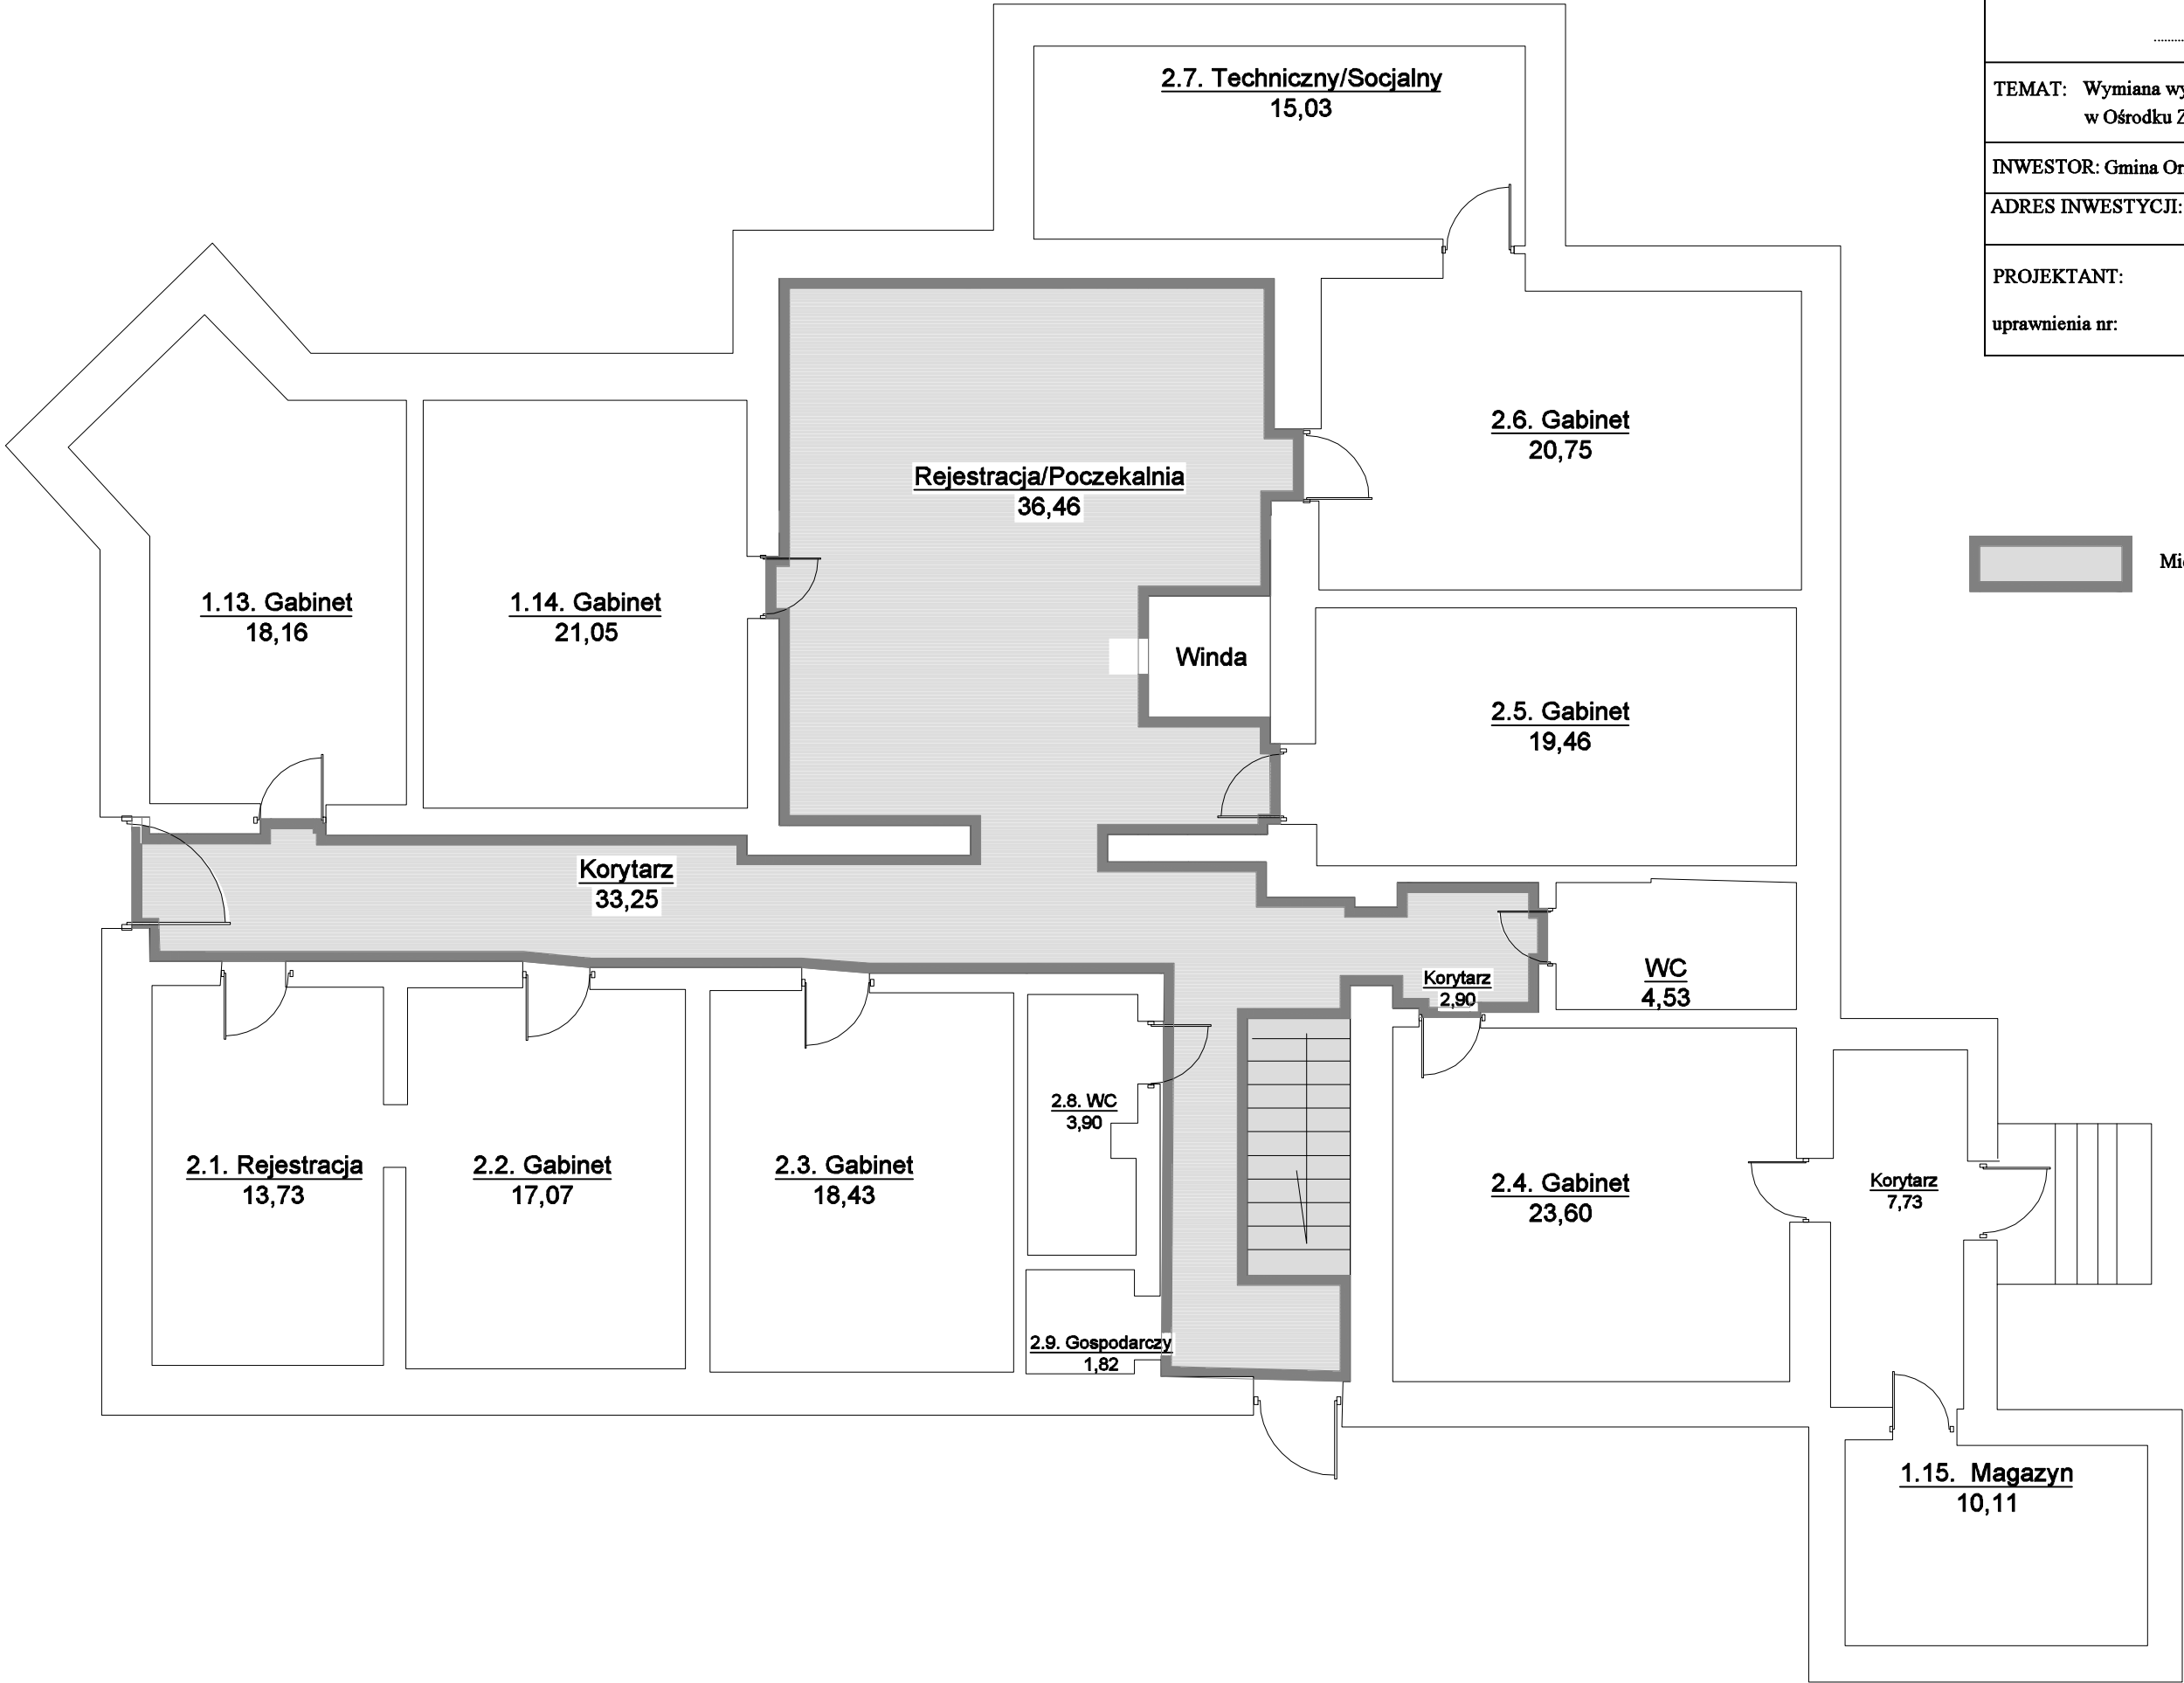 2.7. Techniczny/Socjalny
15,03
TEMAT: Wymiana
w Ośrodku
INWESTOR: Gmina
ADRES INWESTYCJI:
PROJEKTANT:
uprawnienia nr:
2.6. Gabinet
20,75
Rejestracja/Poczekalnia
36,46
1.13. Gabinet
18,16
1.14. Gabinet
21,05
Winda
2.5. Gabinet
19,46
Korytarz
33,25
Korytarz
2,90
WC
4,53
2.8. WC
3,90
2.1. Rejestracja
13,73
2.2. Gabinet
17,07
2.3. Gabinet
18,43
2.4. Gabinet
23,60
Korytarz
7,73
2.9. Gospodarczy
1,82
1.15. Magazyn
10,11